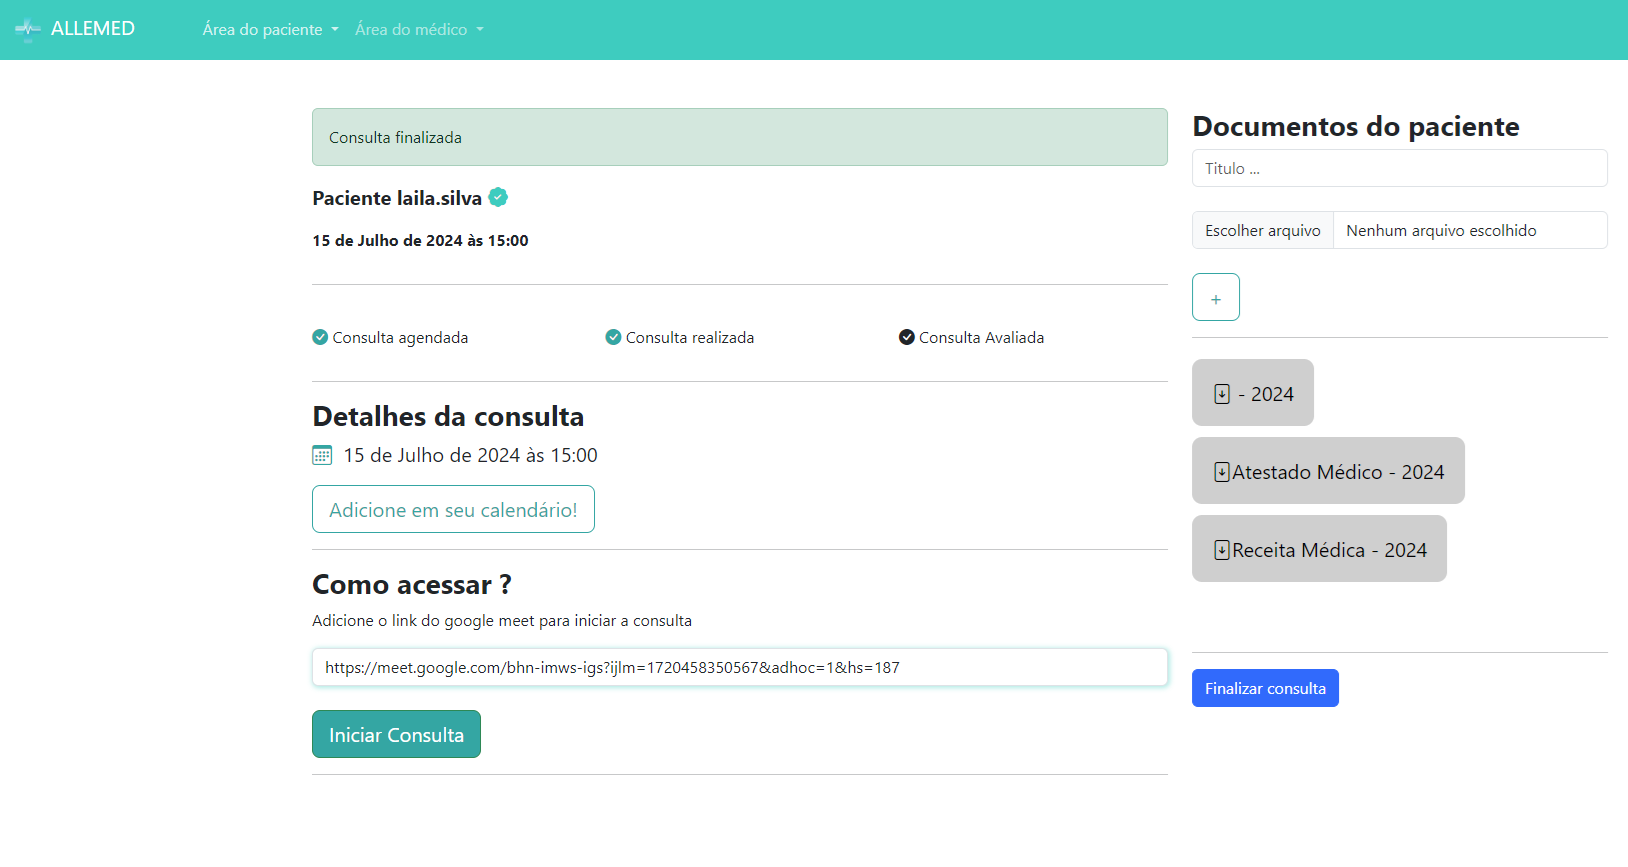 ALLEMED
Área do paciente
Área do médico
Consulta finalizada
Paciente laila.silva
15 de Julho de 2024 às 15:00
Consulta agendada
Consulta realizada
Consulta Avaliada
Detalhes da consulta
15 de Julho de 2024 às 15:00
Adicione em seu calendário!
Como acessar ?
Adicione o link do google meet para iniciar a consulta
https://meet.google.com/bhn-imws-igs?ijlm=1720458350567&adhoc=1&hs=187
Iniciar Consulta
Documentos do paciente
Titulo ...
Escolher arquivo Nenhum arquivo escolhido
+
- 2024
Atestado Médico - 2024
Receita Médica - 2024
Finalizar consulta